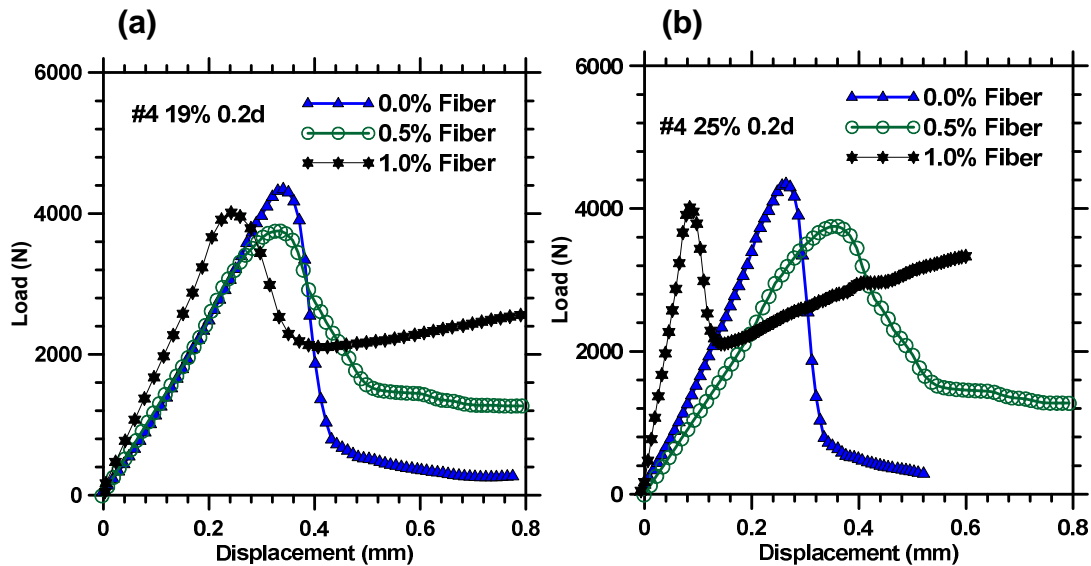 (a)
6000
4000
2000
0
Load (N)
#4 19% 0.2d
0.0% Fiber
0.5% Fiber
1.0% Fiber
0 0.2 0.4 0.6 0.8
Displacement (mm)
(b)
6000
4000
2000
0
Load (N)
#4 25% 0.2d
0.0% Fiber
0.5% Fiber
1.0% Fiber
0 0.2 0.4 0.6 0.8
Displacement (mm)